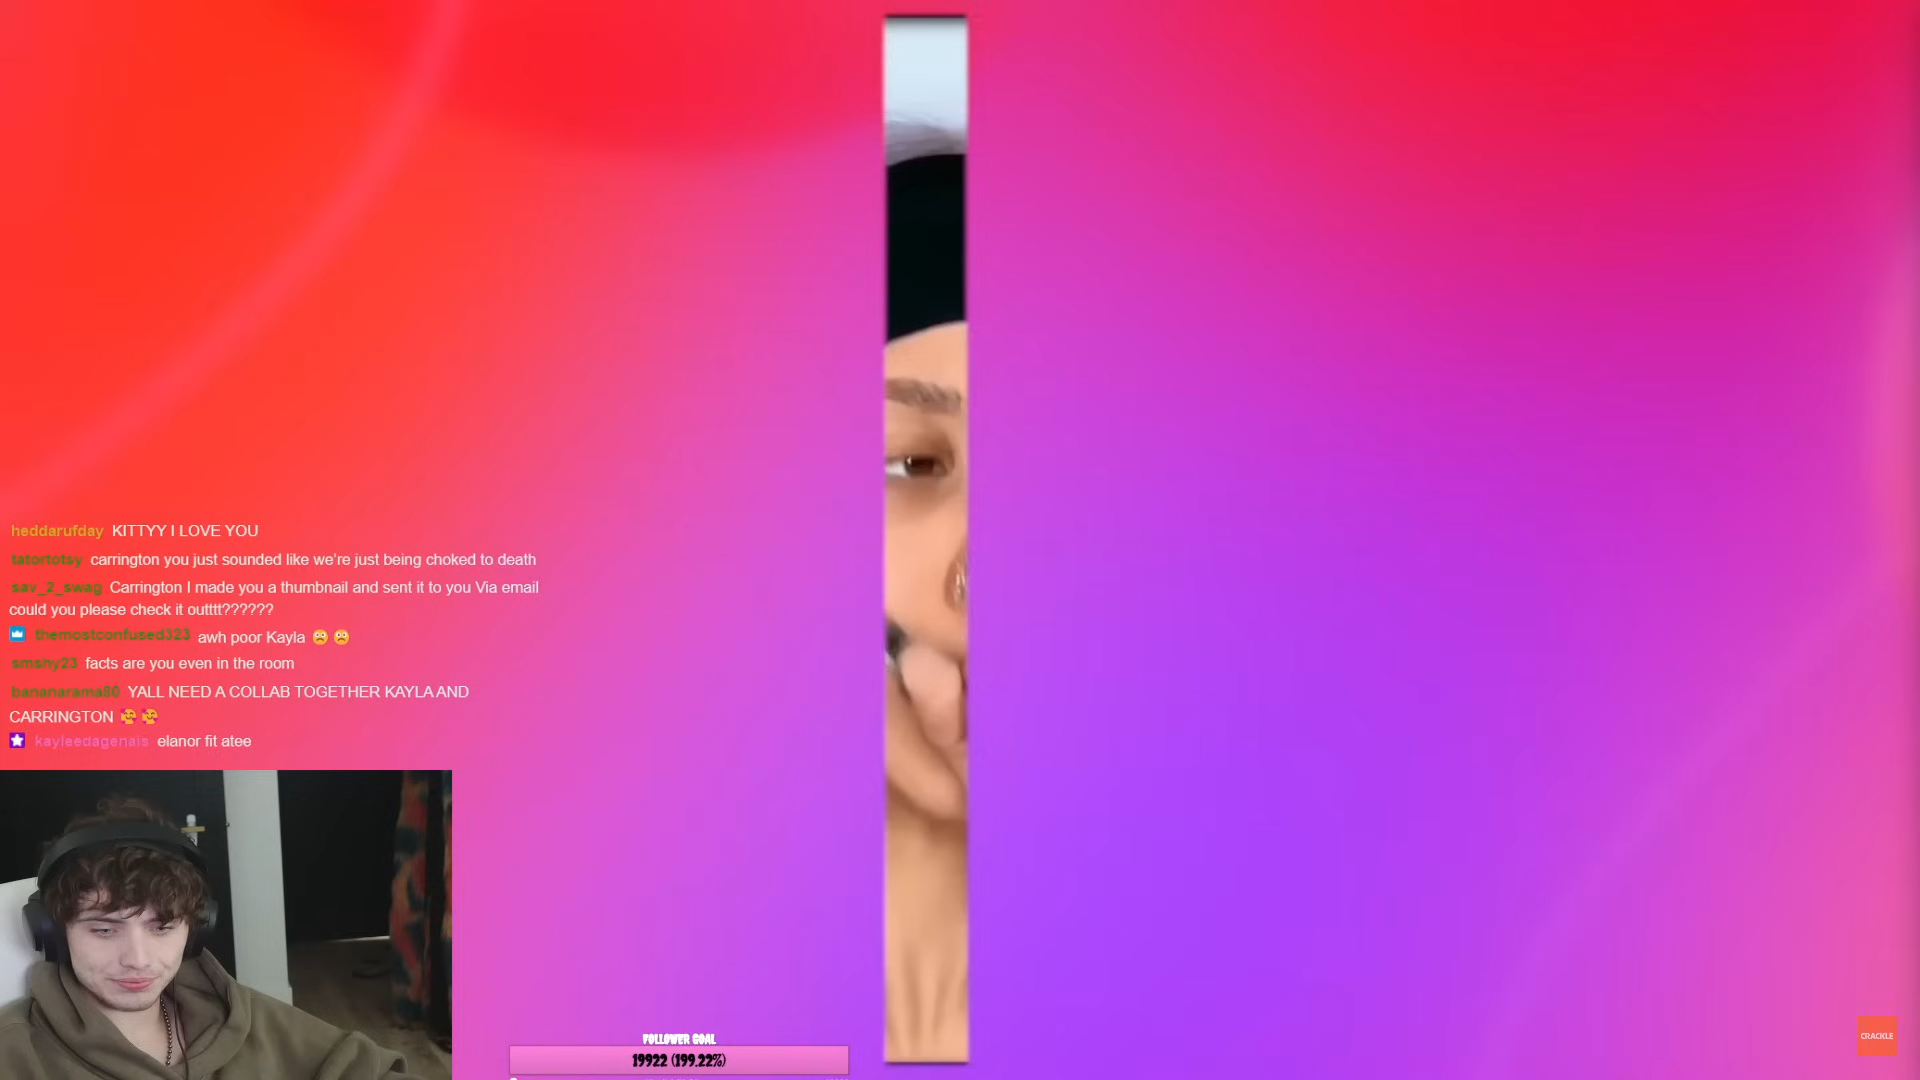 heddarufday KITTYY I LOVE YOU
tatortotsy carrington you just sounded like we're just being choked to death
sav_2_swag Carrington I made you a thumbnail and sent it to you Via email
could you please check it outttt??????
themostconfused323 awh poor Kayla
smshy23 facts are you even in the room
bananarama80 YALL NEED A COLLAB TOGETHER KAYLA AND
CARRINGTON
kayleedagenais elanor fit atee
FOLLOWER GOAL
19922 (199.22%)
CRACKLE